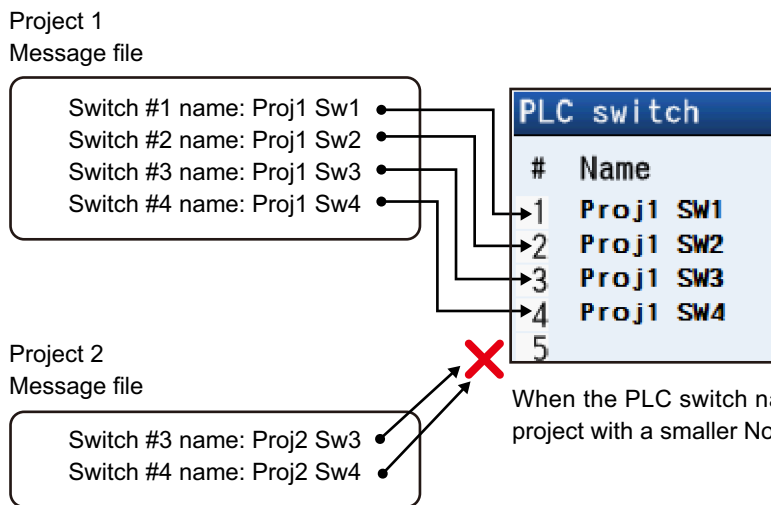 Project 1
Message file
Switch #1 name: Proj1 Sw1
Switch #2 name: Proj1 Sw2
Switch #3 name: Proj1 Sw3
Switch #4 name: Proj1 Sw4
PLC switch
# Name
1 Proj1 SW1
2 Proj1 SW2
3 Proj1 SW3
4 Proj1 SW4
5
Project 2
Message file
Switch #3 name: Proj2 Sw3
Switch #4 name: Proj2 Sw4
When the PLC switch
project with a smaller No